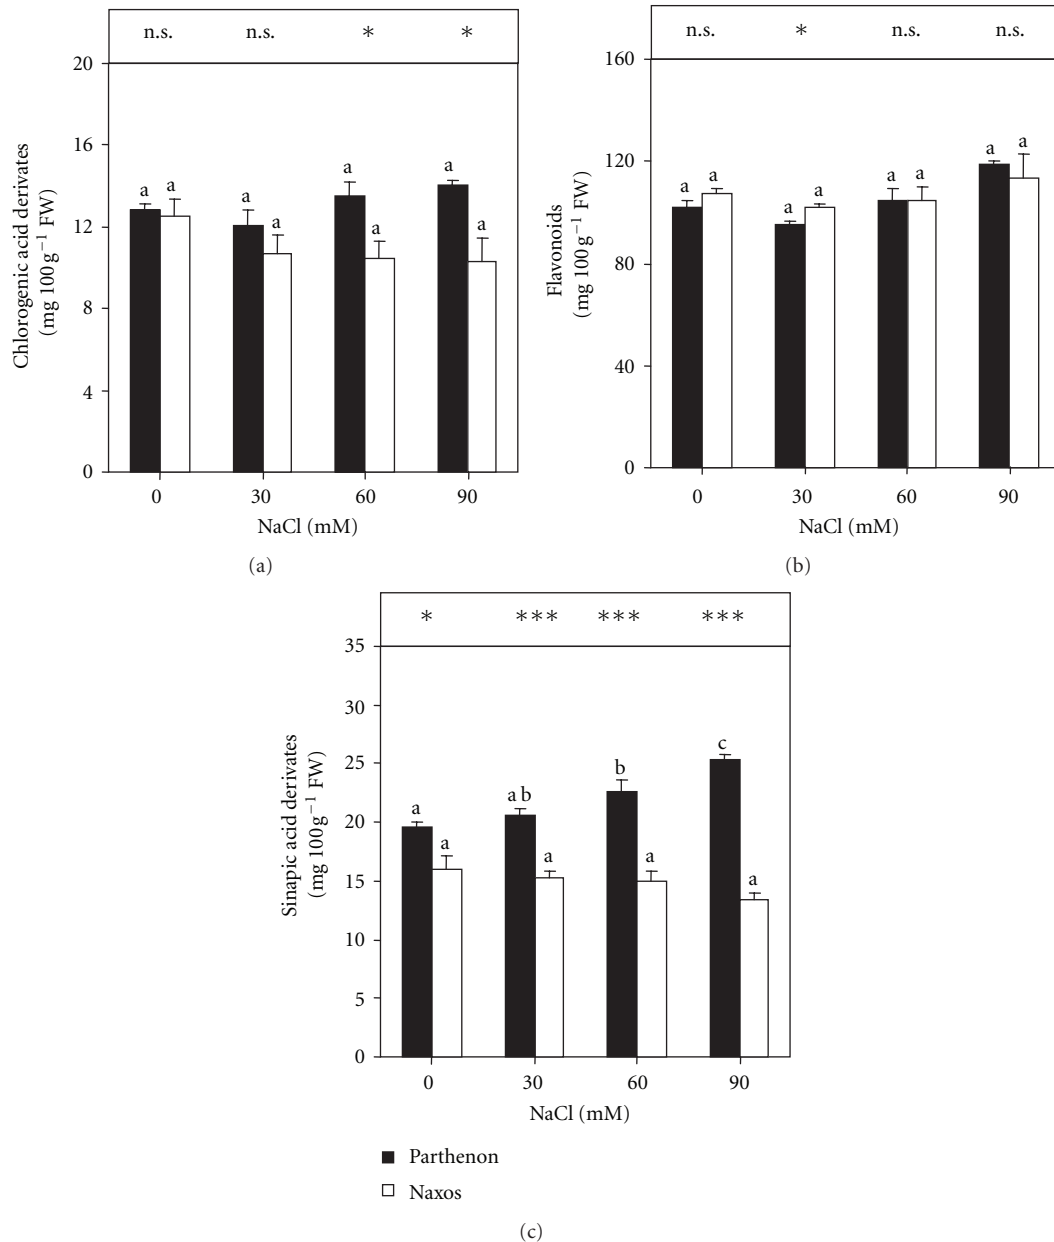 n.s. n.s. * *
20
16
12
8
4
0
Chlorogenic acid derivates
(mg 100 g−1 FW)
a a a a a a a a
0 30 60 90
NaCl (mM)
(a)
n.s. * n.s. n.s.
160
120
80
40
0
Flavonoids
(mg 100 g−1 FW)
a a a a a a a a
0 30 60 90
NaCl (mM)
(b)
* *** *** ***
35
30
25
20
15
10
5
0
Sinapic acid derivates
(mg 100 g−1 FW)
a a ab a b a c a
0 30 60 90
NaCl (mM)
Parthenon
Naxos
(c)